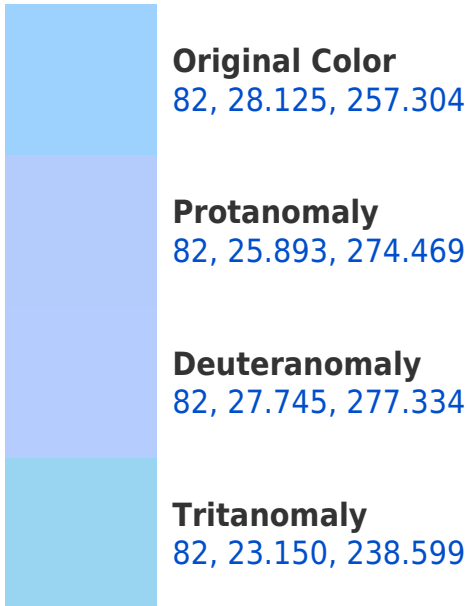 Original Color
82, 28.125, 257.304
Protanomaly
82, 25.893, 274.469
Deuteranomaly
82, 27.745, 277.334
Tritanomaly
82, 23.150, 238.599